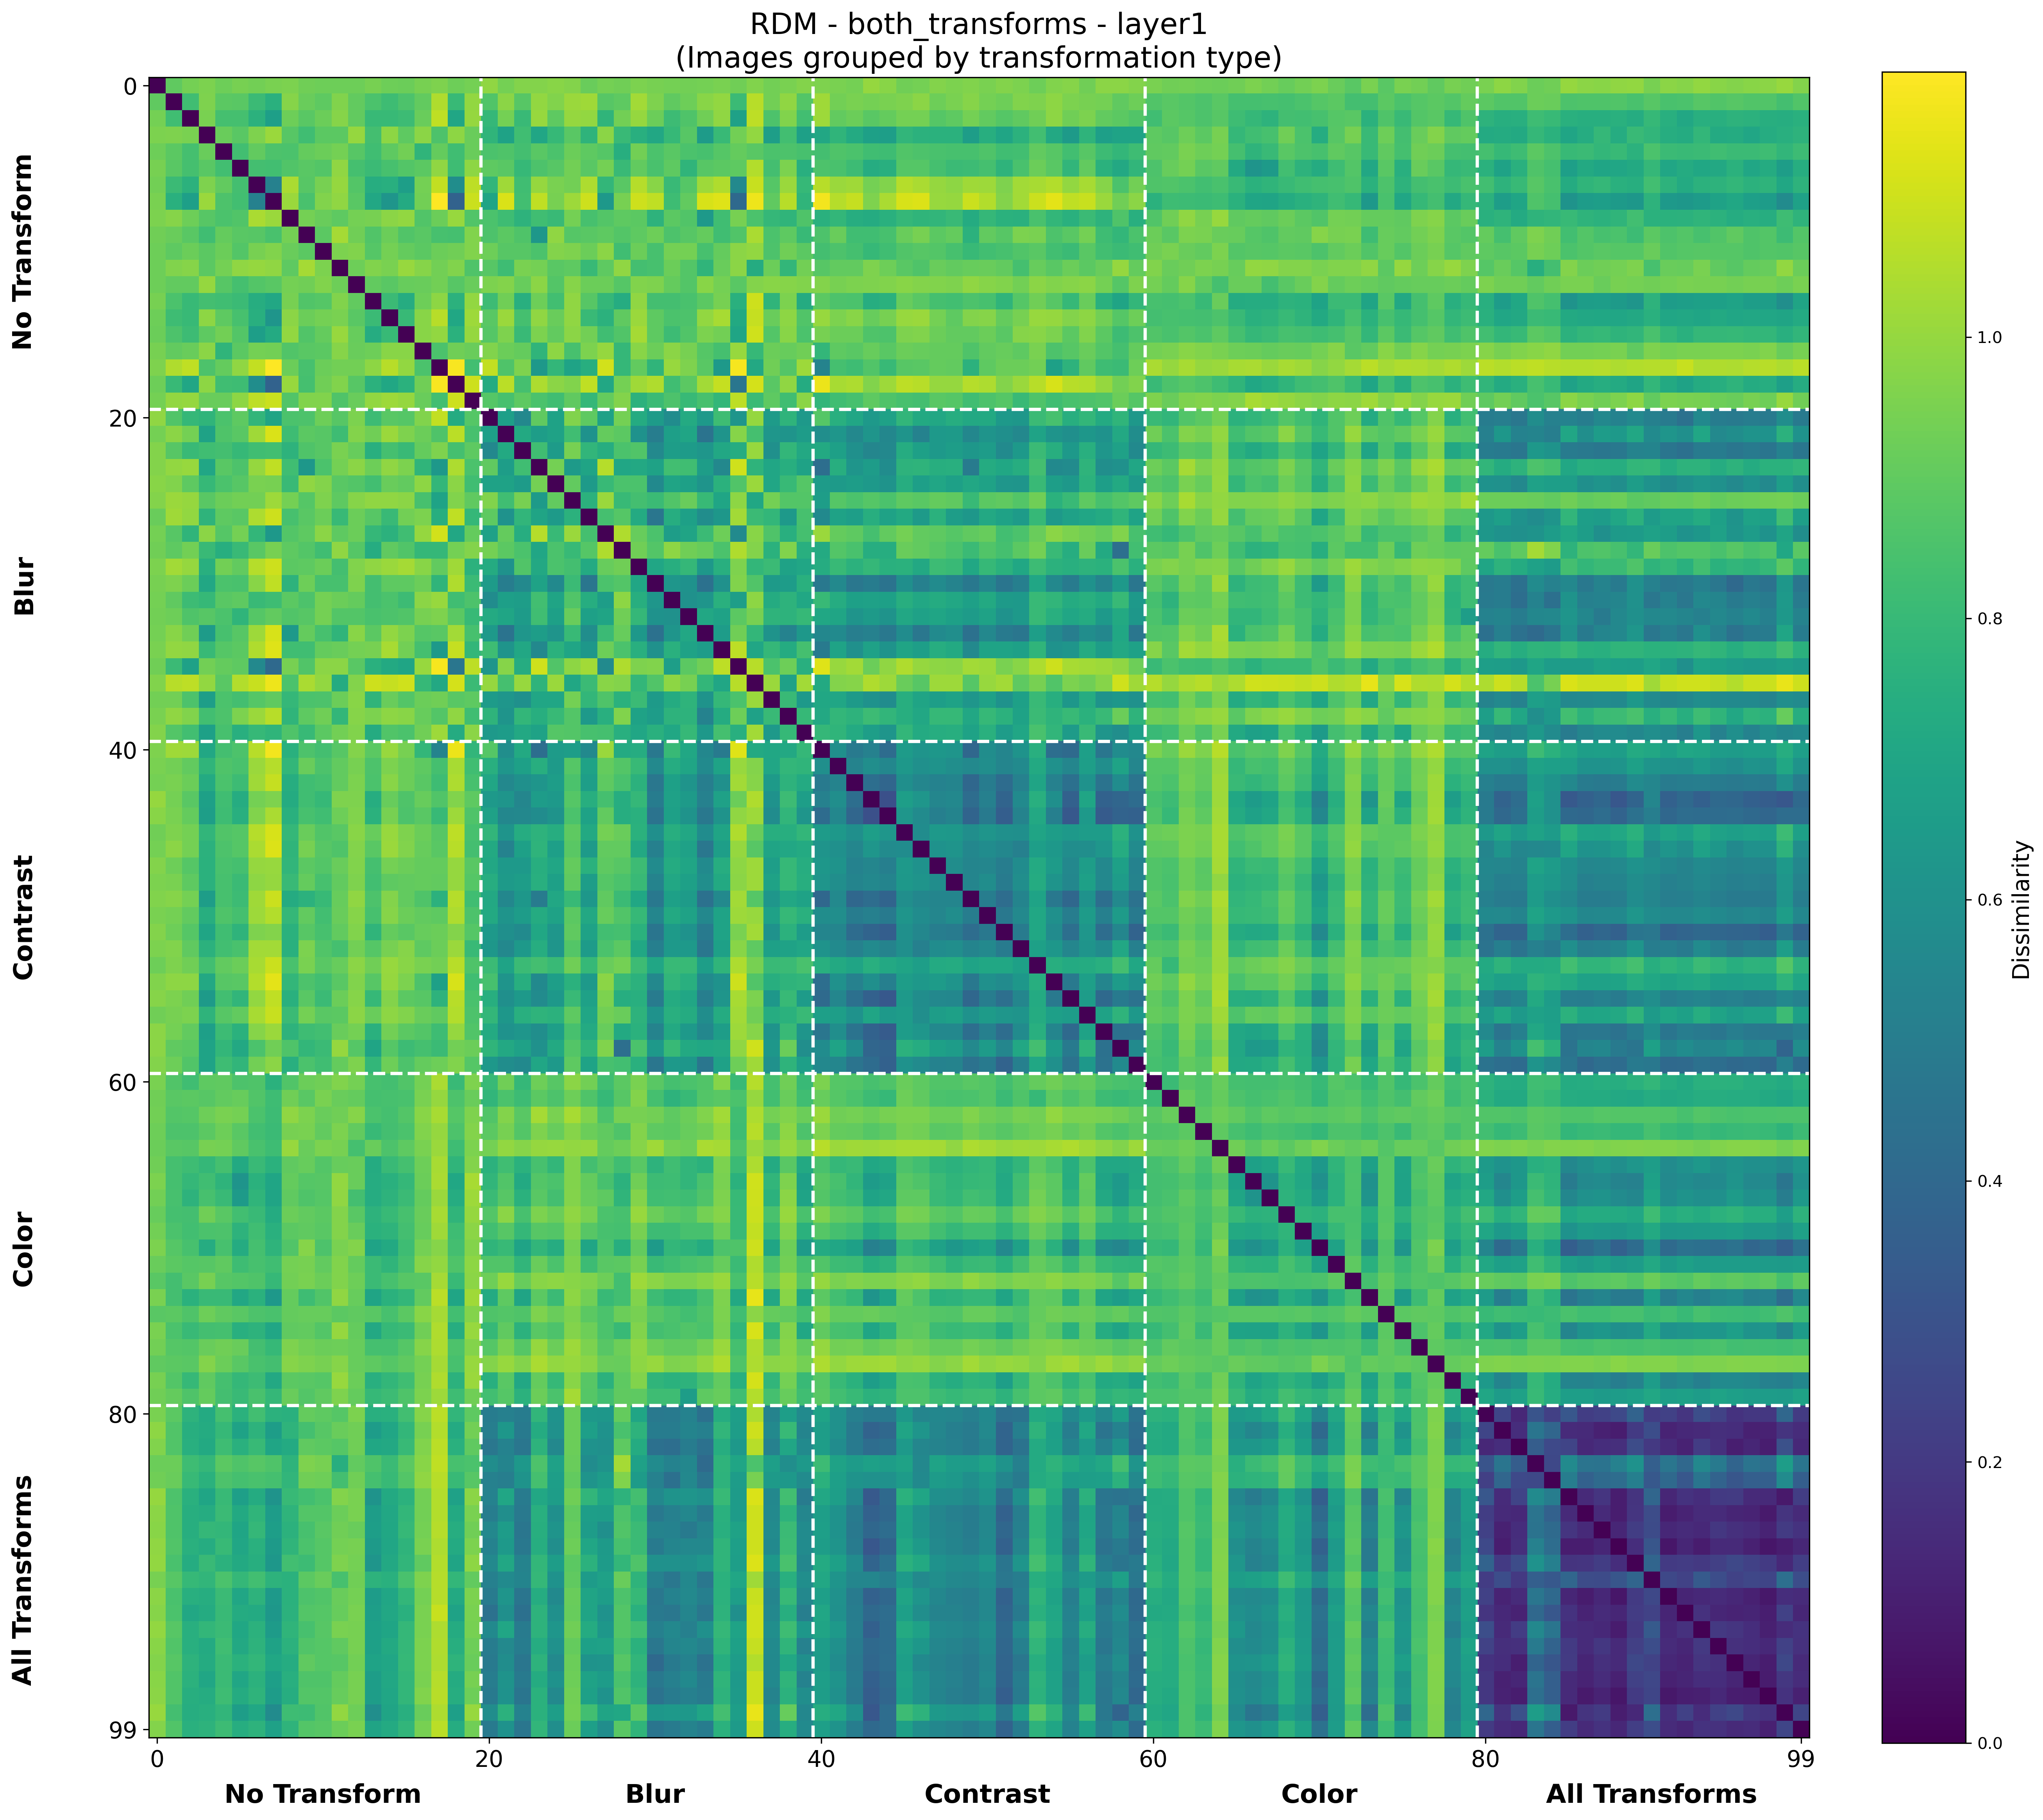 RDM - both_transforms - layer1
(Images grouped by transformation type)
0
20
40
60
80
99
No Transform
Blur
Contrast
Color
All Transforms
0
20
40
60
80
99
No Transform
Blur
Contrast
Color
All Transforms
1.0
0.8
0.6
0.4
0.2
0.0
Dissimilarity